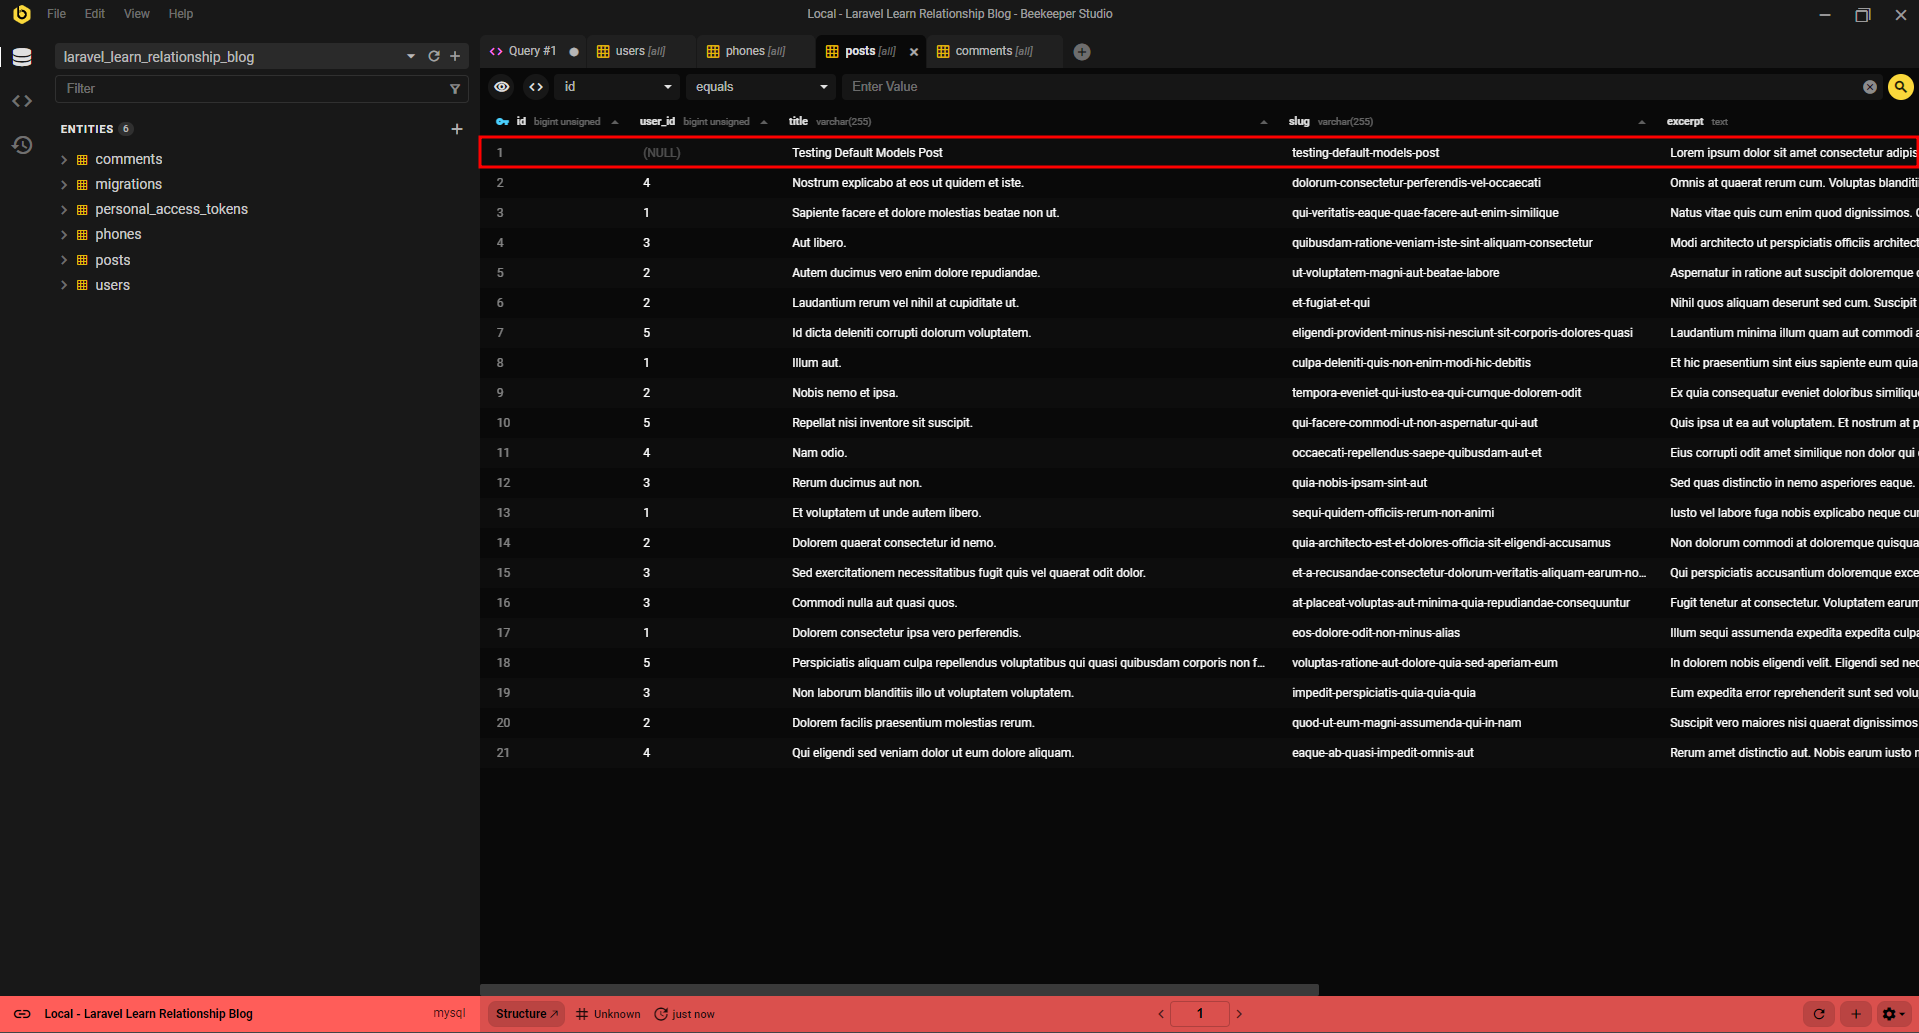 File Edit View Help
Local - Laravel Learn Relationship Blog - Beekeeper Studio
laravel_learn_relationship_blog
Filter
ENTITIES 6
comments
migrations
personal_access_tokens
phones
posts
users
Query #1 users [all] phones [all] posts [all] comments [all]
id equals Enter Value
id bigint unsigned user_id bigint unsigned title varchar(255) slug varchar(255) excerpt text
1 (NULL) Testing Default Models Post testing-default-models-post Lorem ipsum dolor sit amet consectetur adipis
2 4 Nostrum explicabo at eos ut quidem et iste. dolorum-consectetur-perferendis-vel-occaecati Omnis at quaerat rerum cum. Voluptas blanditii
3 1 Sapiente facere et dolore molestias beatae non ut. qui-veritatis-eaque-quae-facere-aut-enim-similique Natus vitae quis cum enim quod dignissimos.
4 3 Aut libero. quibusdam-ratione-veniam-iste-sint-aliquam-consectetur Modi architecto ut perspiciatis officiis architect
5 2 Autem ducimus vero enim dolore repudiandae. ut-voluptatem-magni-aut-beatae-labore Aspernatur in ratione aut suscipit doloremque
6 2 Laudantium rerum vel nihil at cupiditate ut. et-fugiat-et-qui Nihil quos aliquam deserunt sed cum. Suscipit
7 5 Id dicta deleniti corrupti dolorum voluptatem. eligendi-provident-minus-nisi-nesciunt-sit-corporis-dolores-quasi Laudantium minima illum quam aut commodi
8 1 Illum aut. culpa-deleniti-quis-non-enim-modi-hic-debitis Et hic praesentium sint eius sapiente eum quia
9 2 Nobis nemo et ipsa. tempora-eveniet-qui-iusto-ea-qui-cumque-dolorem-odit Ex quia consequatur eveniet doloribus similique
10 5 Repellat nisi inventore sit suscipit. qui-facere-commodi-ut-non-aspernatur-qui-aut Quis ipsa ut ea aut voluptatem. Et nostrum at p
11 4 Nam odio. occaecati-repellendus-saepe-quibusdam-aut-et Eius corrupti odit amet similique non dolor qui
12 3 Rerum ducimus aut non. quia-nobis-ipsam-sint-aut Sed quas distinctio in nemo asperiores eaque.
13 1 Et voluptatem ut unde autem libero. sequi-quidem-officiis-rerum-non-animi Iusto vel labore fuga nobis explicabo neque cu
14 2 Dolorem quaerat consectetur id nemo. quia-architecto-est-et-dolores-officia-sit-eligendi-accusamus Non dolorum commodi at doloremque quisqua
15 3 Sed exercitationem necessitatibus fugit quis vel quaerat odit dolor. et-a-recusandae-consectetur-dolorum-veritatis-aliquam-earum-no... Qui perspiciatis accusantium doloremque exce
16 3 Commodi nulla aut quasi quos. at-placeat-voluptas-aut-minima-quia-repudiandae-consequuntur Fugit tenetur at consectetur. Voluptatem earum
17 1 Dolorem consectetur ipsa vero perferendis. eos-dolore-odit-non-minus-alias Illum sequi assumenda expedita expedita culpa
18 5 Perspiciatis aliquam culpa repellendus voluptatibus qui quasi quibusdam corporis non f... voluptas-ratione-aut-dolore-quia-sed-aperiam-eum In dolorem nobis eligendi velit. Eligendi sed nec
19 3 Non laborum blanditiis illo ut voluptatem voluptatem. impedit-perspiciatis-quia-quia-quia Eum expedita error reprehenderit sunt sed volu
20 2 Dolorem facilis praesentium molestias rerum. quod-ut-eum-magni-assumenda-qui-in-nam Suscipit vero maiores nisi quaerat dignissimos
21 4 Qui eligendi sed veniam dolor ut eum dolore aliquam. eaque-ab-quasi-impedit-omnis-aut Rerum amet distinctio aut. Nobis earum iusto
Local - Laravel Learn Relationship Blog mysql Structure Unknown just now 1